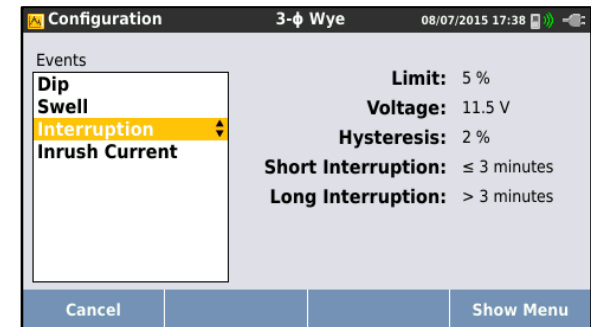 Configuration 3-ϕ Wye 08/07/2015 17:38
Events
Dip
Swell
Interruption
Inrush Current
Limit: 5 %
Voltage: 11.5 V
Hysteresis: 2 %
Short Interruption: ≤ 3 minutes
Long Interruption: > 3 minutes
Cancel Show Menu